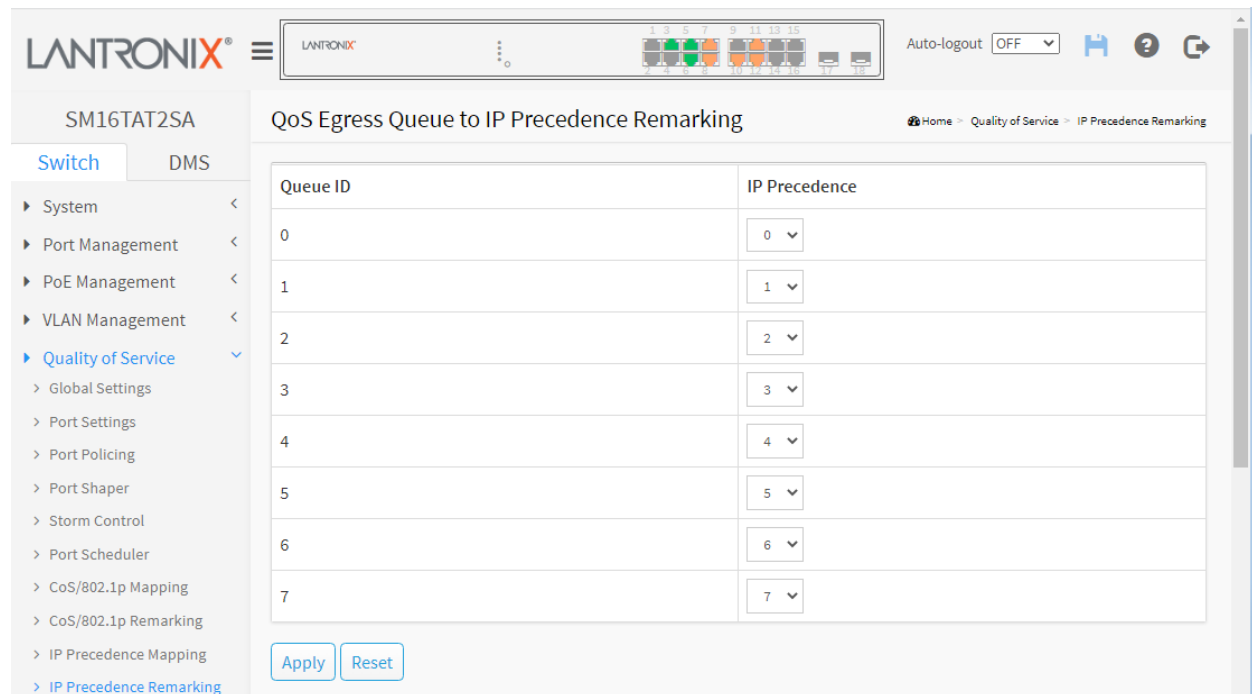 LANTRONIX®
LANTRONIX
1 3 5 7 9 11 13 15
2 4 6 8 10 12 14 16 17 18
Auto-logout OFF
SM16TAT2SA
QoS Egress Queue to IP Precedence Remarking
Home > Quality of Service > IP Precedence Remarking
Switch DMS
System
Port Management
PoE Management
VLAN Management
Quality of Service
> Global Settings
> Port Settings
> Port Policing
> Port Shaper
> Storm Control
> Port Scheduler
> CoS/802.1p Mapping
> CoS/802.1p Remarking
> IP Precedence Mapping
> IP Precedence Remarking
Queue ID IP Precedence
0 0
1 1
2 2
3 3
4 4
5 5
6 6
7 7
Apply Reset